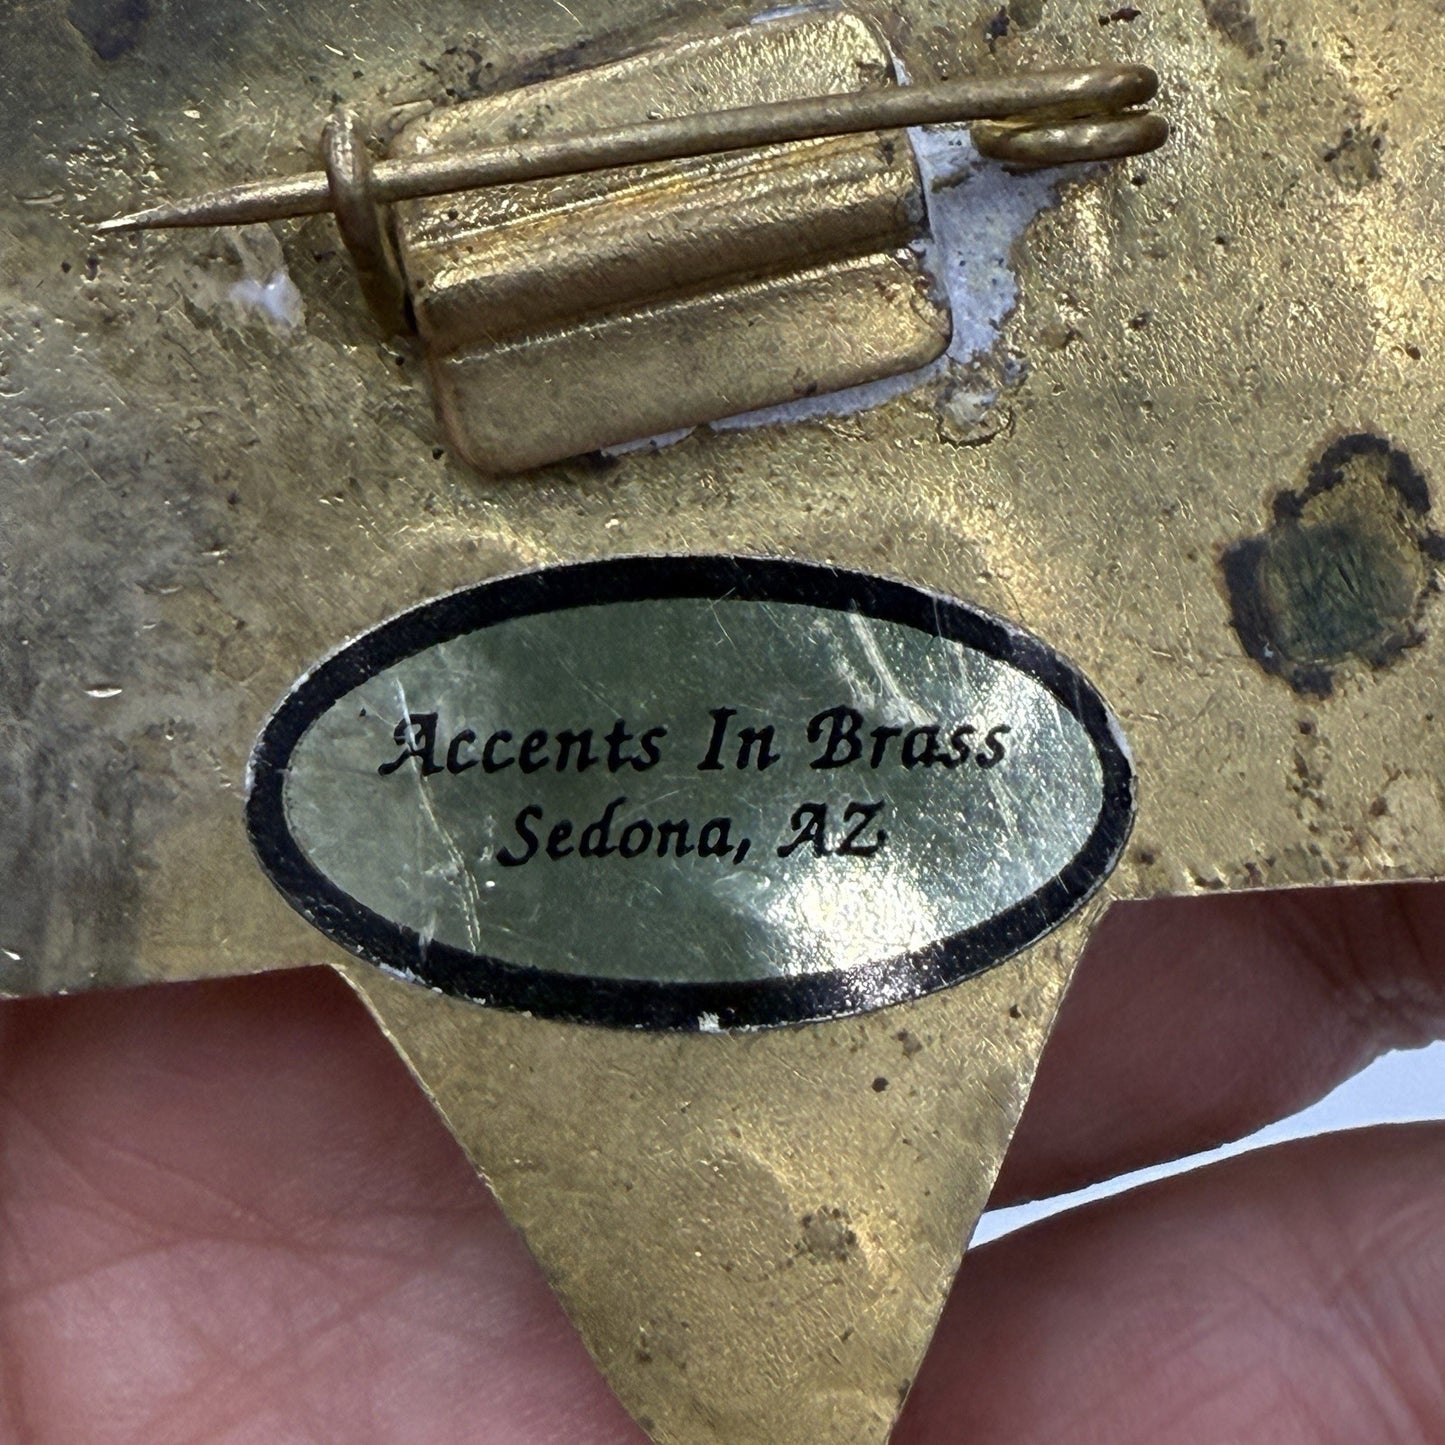 Accents In Brass
Sedona, AZ